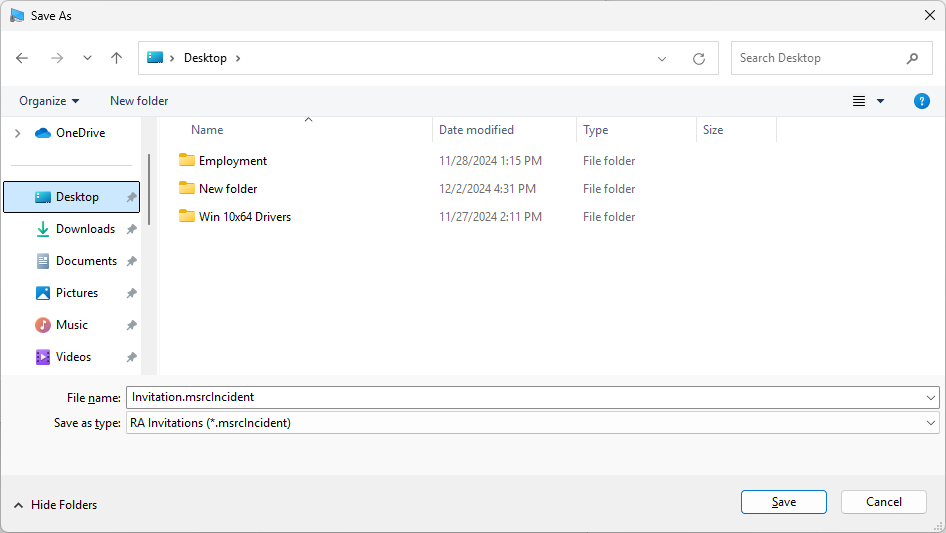 Save As
Desktop
Search Desktop
Organize
New folder
?
Name Date modified Type Size
OneDrive
Desktop
Downloads
Documents
Pictures
Music
Videos
Employment 11/28/2024 1:15 PM File folder
New folder 12/2/2024 4:31 PM File folder
Win 10x64 Drivers 11/27/2024 2:11 PM File folder
File name: Invitation.msrcIncident
Save as type: RA Invitations (*.msrcIncident)
Hide Folders
Save
Cancel